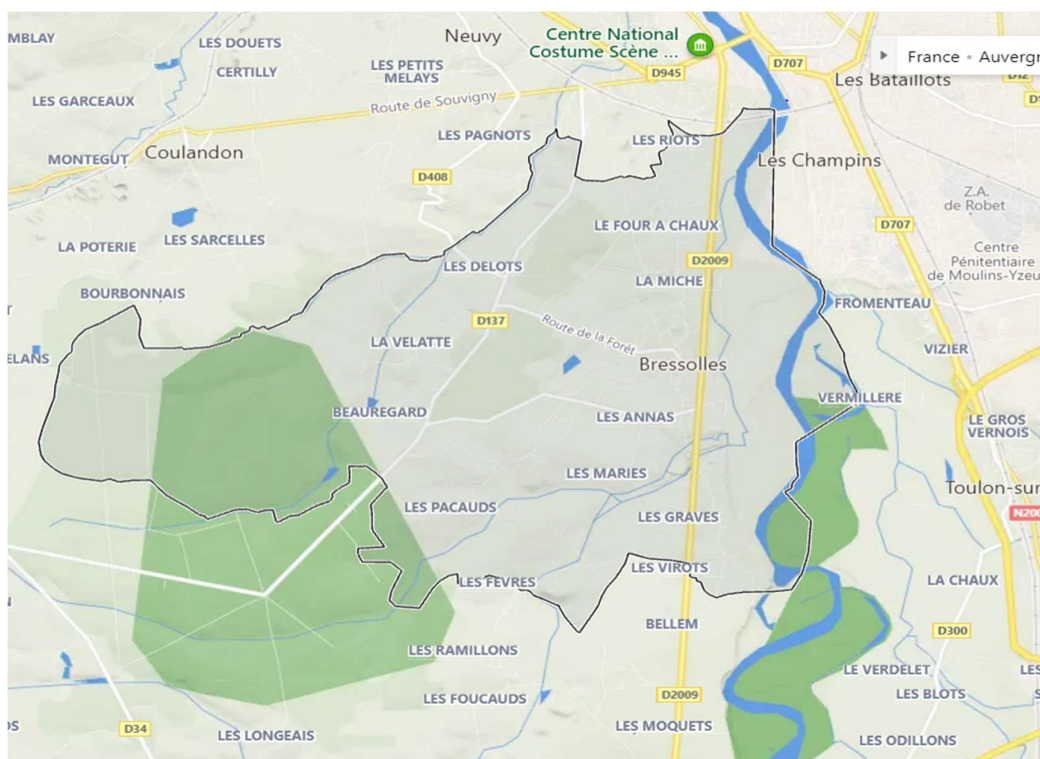 MBLAY
LES DOUETS
Neuvy
Centre National
Costume Scène ...
D945
D707
France • Auvergr
LES PETITS
MELAYS
CERTILLY
Les Bataillots
D12
LES GARCEAUX
Route de Souvigny
LES PAGNOTS
LES RIOTS
MONTEGUT
Coulandon
Les Champins
D408
Z.A.
de Robet
LE FOUR A CHAUX
D707
LES SARCELLES
LA POTERIE
Centre
Pénitentiaire
de Moulins-Yzeu
D2009
LES DELOTS
LA MICHE
BOURBONNAIS
FROMENTEAU
D137
Route de la Forêt
LA VELATTE
VIZIER
ELANS
Bressolles
VERMILLERE
BEAUREGARD
LES ANNAS
LE GROS
VERNOIS
LES MARIES
Toulon-sur
LES PACAUDS
LES GRAVES
N200
LES VIROTS
LES FEVRES
LA CHAUX
BELLEM
D300
LES RAMILLONS
LE VERDELET
LES
LES FOUCAUDS
D2009
LES BLOTS
D34
LES LONGEAIS
LES MOQUETS
LES ODILLONS